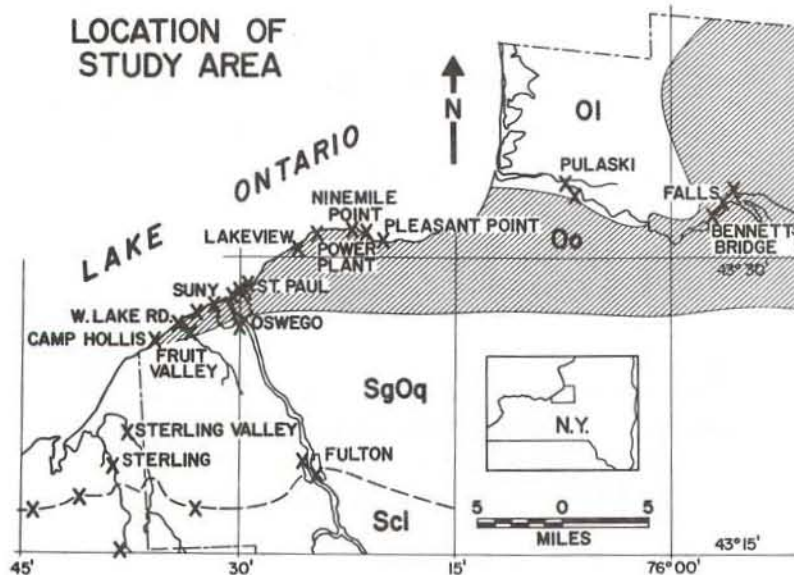 LOCATION OF
STUDY AREA
N
Ol
LAKE ONTARIO
PULASKI
NINEMILE
POINT
FALLS
PLEASANT POINT
LAKEVIEW
POWER
PLANT
Oo
BENNETT
BRIDGE
43° 30'
SUNY
ST. PAUL
W. LAKE RD.
OSWEGO
CAMP HOLLIS
FRUIT
VALLEY
SgOq
N.Y.
STERLING VALLEY
STERLING
FULTON
Scl
5 0 5
MILES
43° 15'
45' 30' 15' 76° 00'